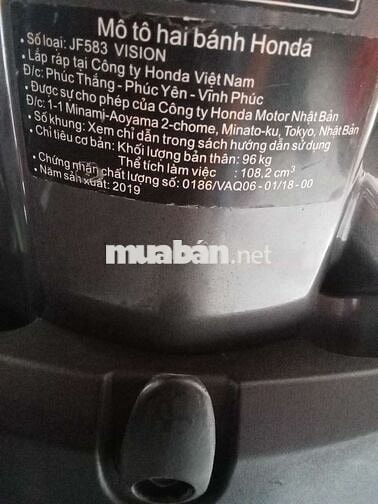 Mô tô hai bánh Honda
• Số loại: JF583 VISION
• Lắp ráp tại Công ty Honda Việt Nam
Đ/c: Phúc Thắng - Phúc Yên - Vĩnh Phúc
• Được sự cho phép của Công ty Honda Motor Nhật Bản
Đ/c: 1-1 Minami-Aoyama 2-chome, Minato-ku, Tokyo, Nhật Bản
• Số khung: Xem chỉ dẫn trong sách hướng dẫn sử dụng
• Chỉ tiêu cơ bản: Khối lượng bản thân: 96 kg
Thể tích làm việc : 108,2 cm³
• Chứng nhận chất lượng số: 0186/VAQ06 - 01/18 - 00
• Năm sản xuất: 2019
muaban.net